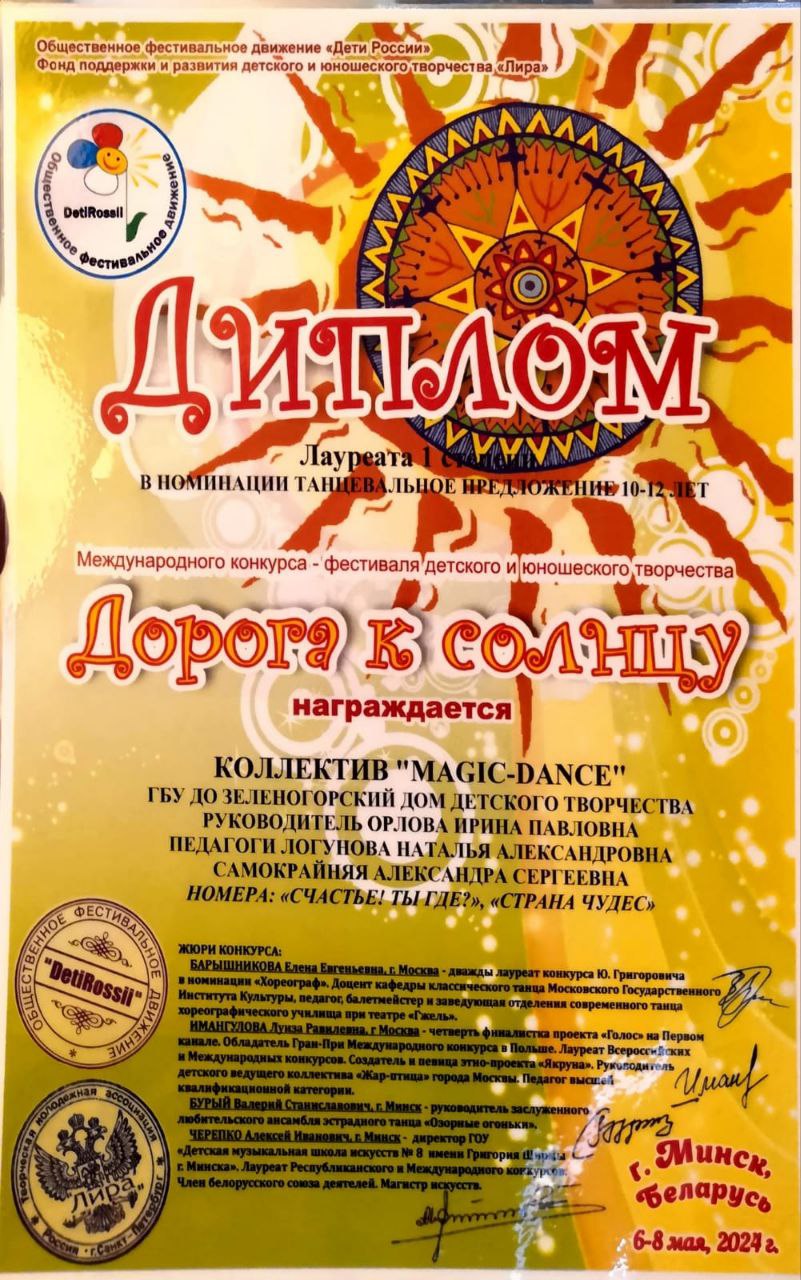 Общественное фестивальное движение «Дети России»
Фонд поддержки и развития детского и юношеского творчества «Лира»
Общественное фестивальное движение
DetiRossii
Диплом
Лауреата 1
В НОМИНАЦИИ ТАНЦЕВАЛЬНОЕ ПРЕДЛОЖЕНИЕ 10-12 ЛЕТ
Международного конкурса - фестиваля детского и юношеского творчества
Дорога к солнцу
награждается
КОЛЛЕКТИВ "MAGIC-DANCE"
ГБУ ДО ЗЕЛЕНОГОРСКИЙ ДОМ ДЕТСКОГО ТВОРЧЕСТВА
РУКОВОДИТЕЛЬ ОРЛОВА ИРИНА ПАВЛОВНА
ПЕДАГОГИ ЛОГУНОВА НАТАЛЬЯ АЛЕКСАНДРОВНА
САМОКРАЙНЯЯ АЛЕКСАНДРА СЕРГЕЕВНА
НОМЕРА: «СЧАСТЬЕ! ТЫ ГДЕ?», «СТРАНА ЧУДЕС»
ЖЮРИ КОНКУРСА:
БАРЫШНИКОВА Елена Евгеньевна, г. Москва - дважды лауреат конкурса Ю. Григоровича
в номинации «Хореограф». Доцент кафедры классического танца Московского Государственного
Института Культуры, педагог, балетмейстер и заведующая отделения современного танца
хореографического училища при театре «Гжель».
ИМАНГУЛОВА Луиза Равилевна, г Москва - четверть финалистка проекта «Голос» на Первом
канале. Обладатель Гран-При Международного конкурса в Польше. Лауреат Всероссийских
и Международных конкурсов. Создатель и певица этно-проекта «Якруна». Руководитель
детского ведущего коллектива «Жар-птица» города Москвы. Педагог высшей
квалификационной категории.
БУРЫЙ Валерий Станиславович, г. Минск - руководитель заслуженного
любительского ансамбля эстрадного танца «Озорные огоньки».
ЧЕРЕПКО Алексей Иванович, г. Минск - директор ГОУ
«Детская музыкальная школа искусств № 8 имени Григория Ширмы
г. Минска». Лауреат Республиканского и Международного конкурсов.
Член белорусского союза деятелей. Магистр искусств.
ОБЩЕСТВЕННОЕ ФЕСТИВАЛЬНОЕ ДВИЖЕНИЕ
"DetiRossii"
Творческая молодежная ассоциация
"Лира"
Россия г.Санкт-Петербург
г. Минск,
Беларусь
6-8 мая, 2024 г.